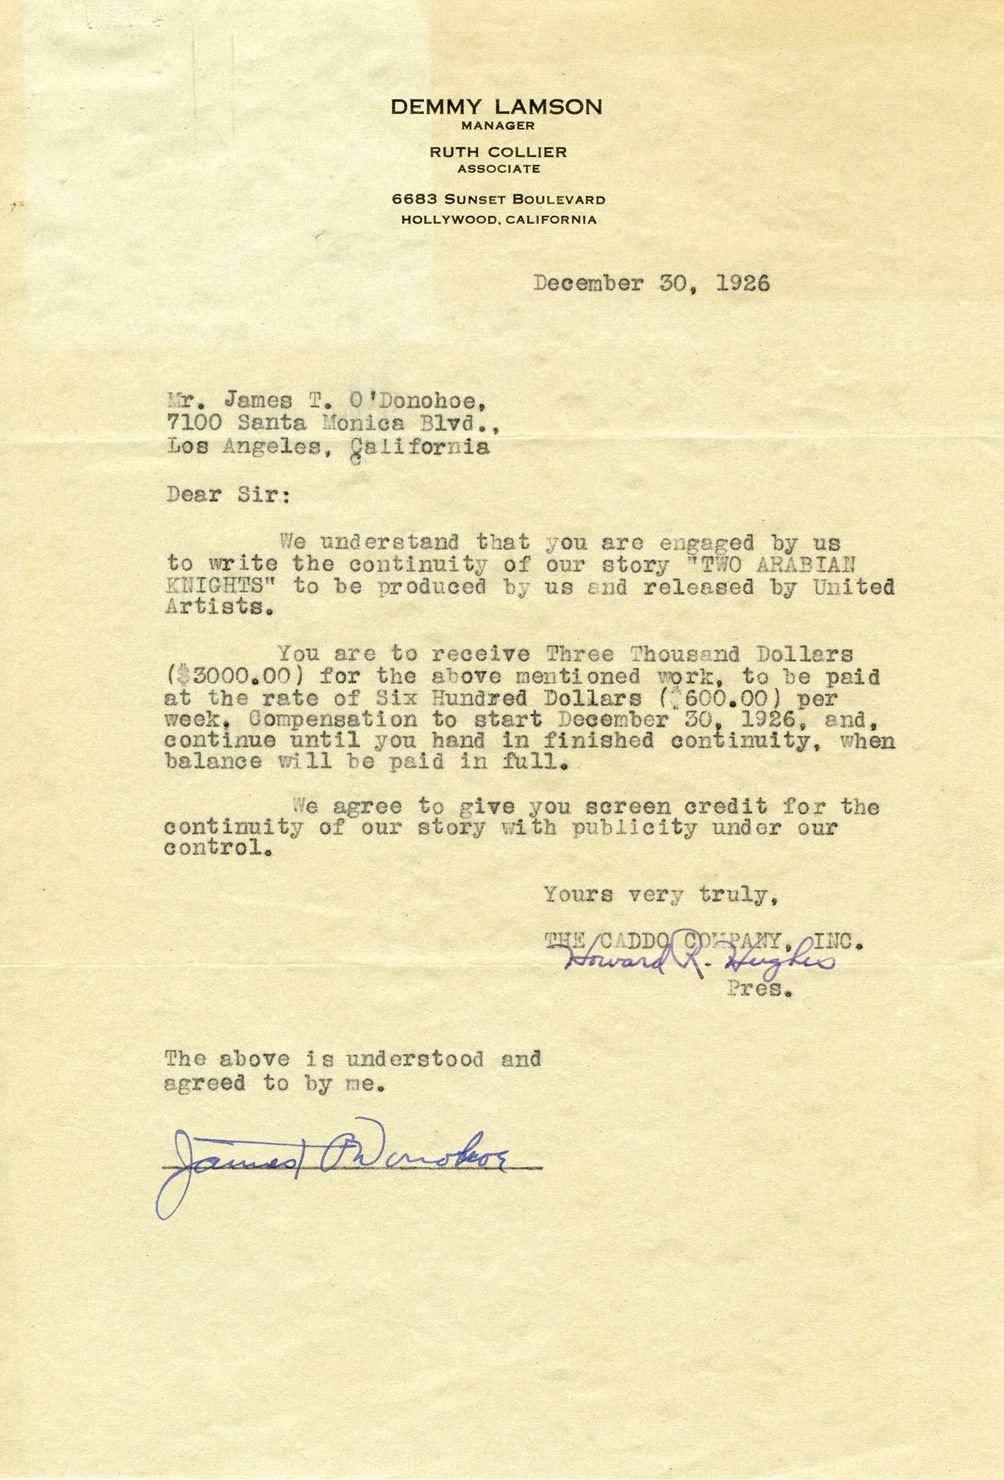 DEMMY LAMSON
MANAGER
RUTH COLLIER
ASSOCIATE
6683 SUNSET BOULEVARD
HOLLYWOOD, CALIFORNIA
December 30, 1926
Mr. James T. O'Donohoe,
7100 Santa Monica Blvd.,
Los Angeles, California
Dear Sir:
We understand that you are engaged by us
to write the continuity of our story "TWO ARABIAN
KNIGHTS" to be produced by us and released by United
Artists.
You are to receive Three Thousand Dollars
($3000.00) for the above mentioned work, to be paid
at the rate of Six Hundred Dollars ($600.00) per
week. Compensation to start December 30, 1926, and,
continue until you hand in finished continuity, when
balance will be paid in full.
We agree to give you screen credit for the
continuity of our story with publicity under our
control.
Yours very truly,
THE CADDO COMPANY, INC.
Howard R. Hughes
Pres.
The above is understood and
agreed to by me.
James T O'Donohoe